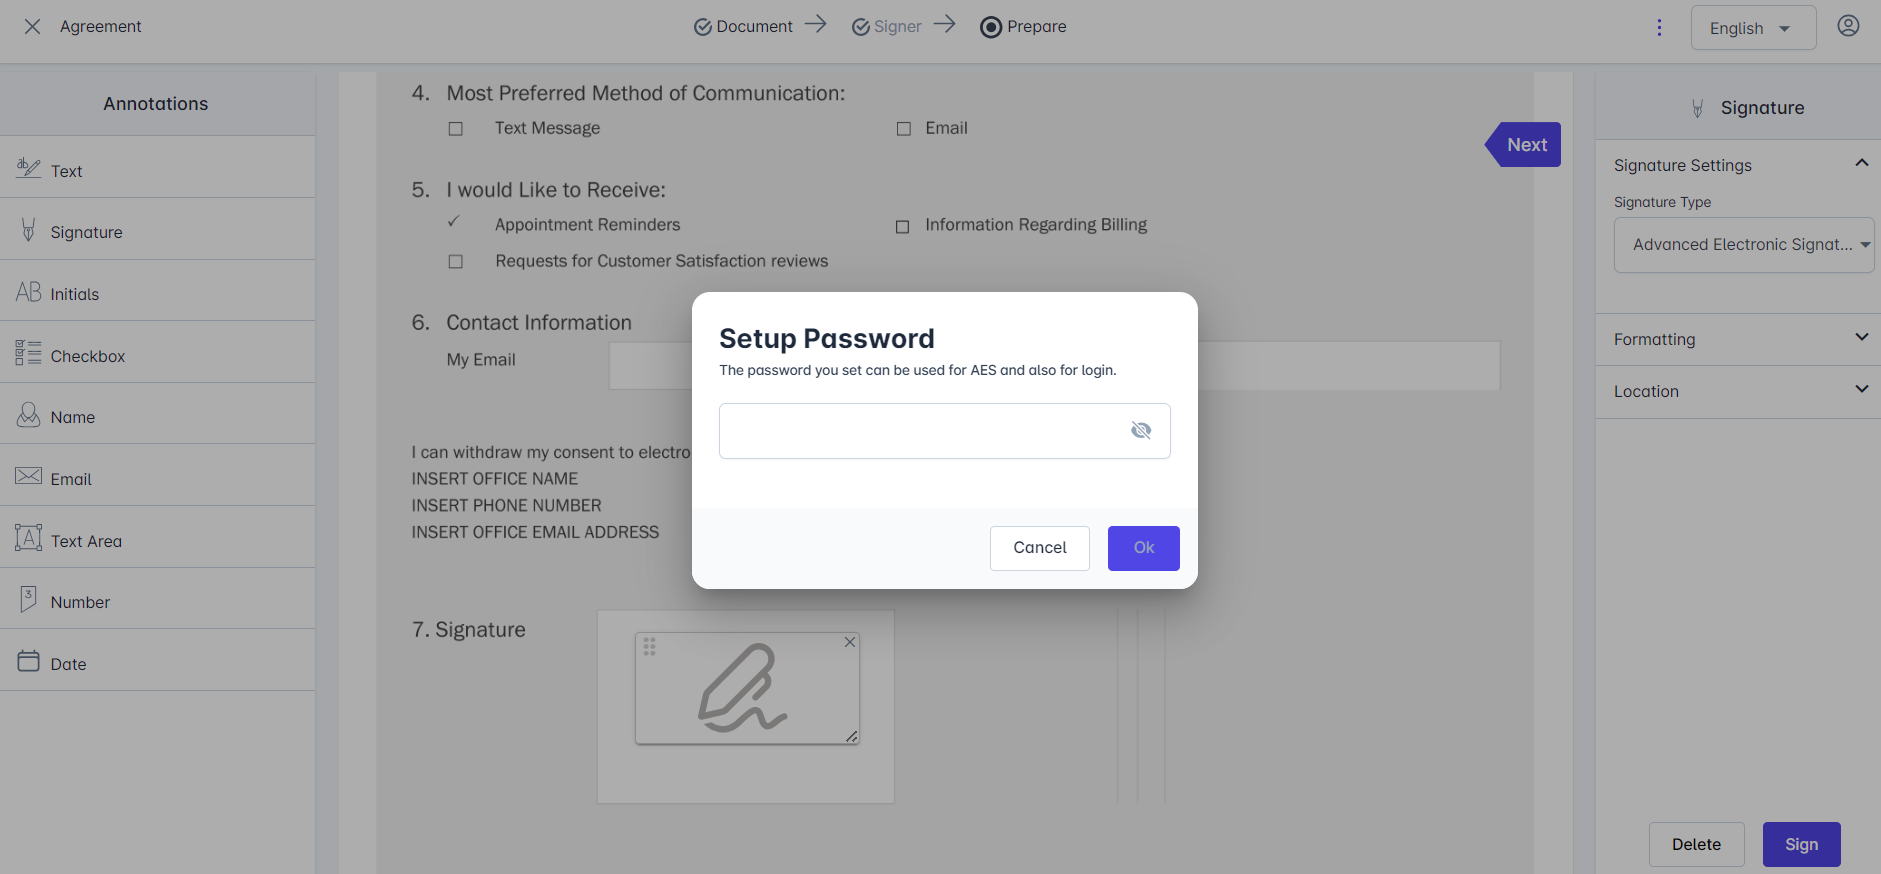 Agreement
Document
Signer
Prepare
English
Annotations
Text
Signature
Initials
Checkbox
Name
Email
Text Area
Number
Date
4. Most Preferred Method of Communication:
Text Message
Email
Next
5. I would Like to Receive:
Appointment Reminders
Information Regarding Billing
Requests for Customer Satisfaction reviews
6. Contact Information
My Email
I can withdraw my consent to electro
INSERT OFFICE NAME
INSERT PHONE NUMBER
INSERT OFFICE EMAIL ADDRESS
7. Signature
Setup Password
The password you set can be used for AES and also for login.
Cancel
Ok
Signature
Signature Settings
Signature Type
Advanced Electronic Signat...
Formatting
Location
Delete
Sign